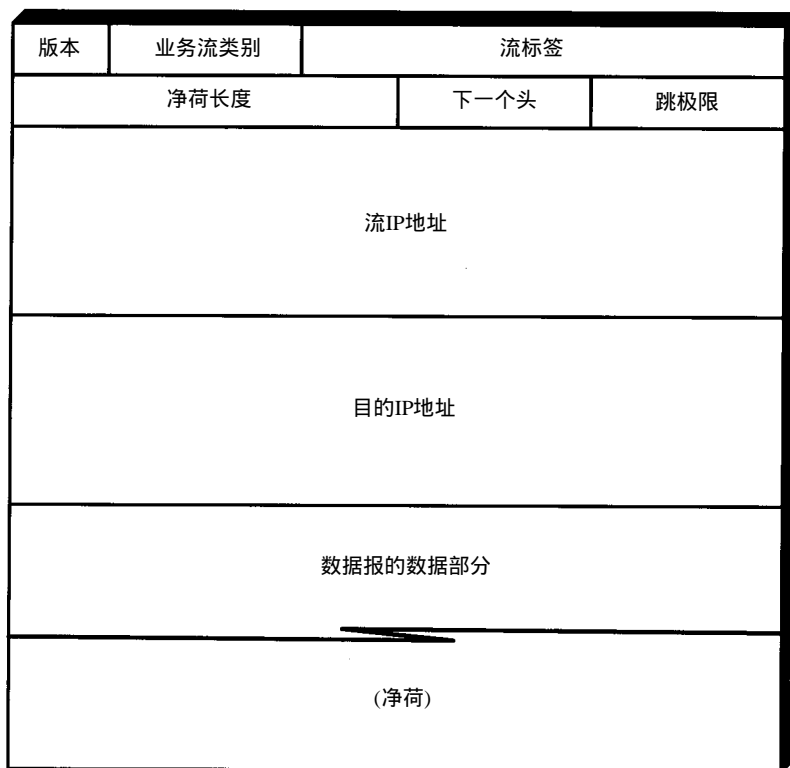 版本 业务流类别 流标签
净荷长度 下一个头 跳极限
流IP地址
目的IP地址
数据报的数据部分
(净荷)